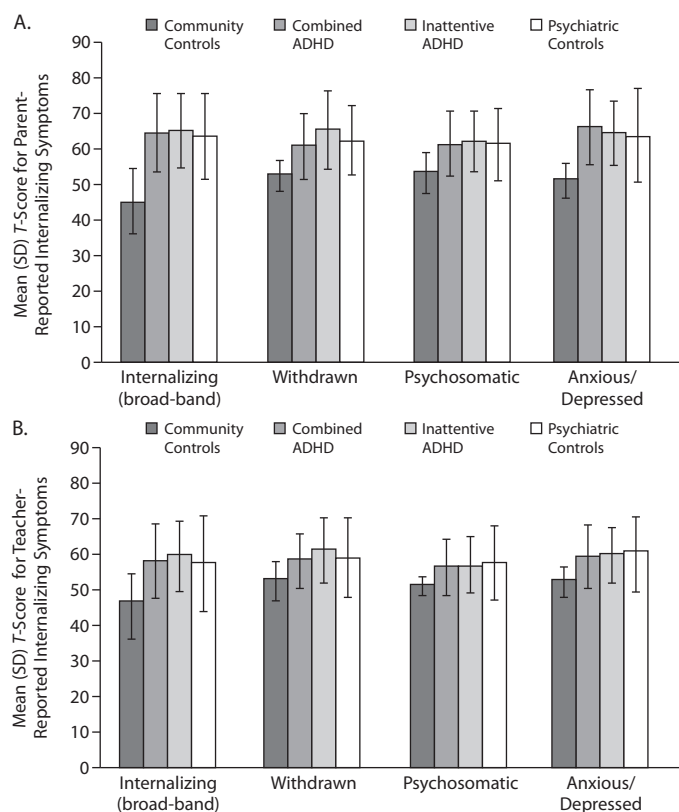 A.
Community Controls
Combined ADHD
Inattentive ADHD
Psychiatric Controls
Mean (SD) T-Score for Parent-
Reported Internalizing Symptoms
90
80
70
60
50
40
30
20
10
0
Internalizing
(broad-band)
Withdrawn
Psychosomatic
Anxious/
Depressed
B.
Community Controls
Combined ADHD
Inattentive ADHD
Psychiatric Controls
Mean (SD) T-Score for Teacher-
Reported Internalizing Symptoms
90
80
70
60
50
40
30
20
10
0
Internalizing
(broad-band)
Withdrawn
Psychosomatic
Anxious/
Depressed